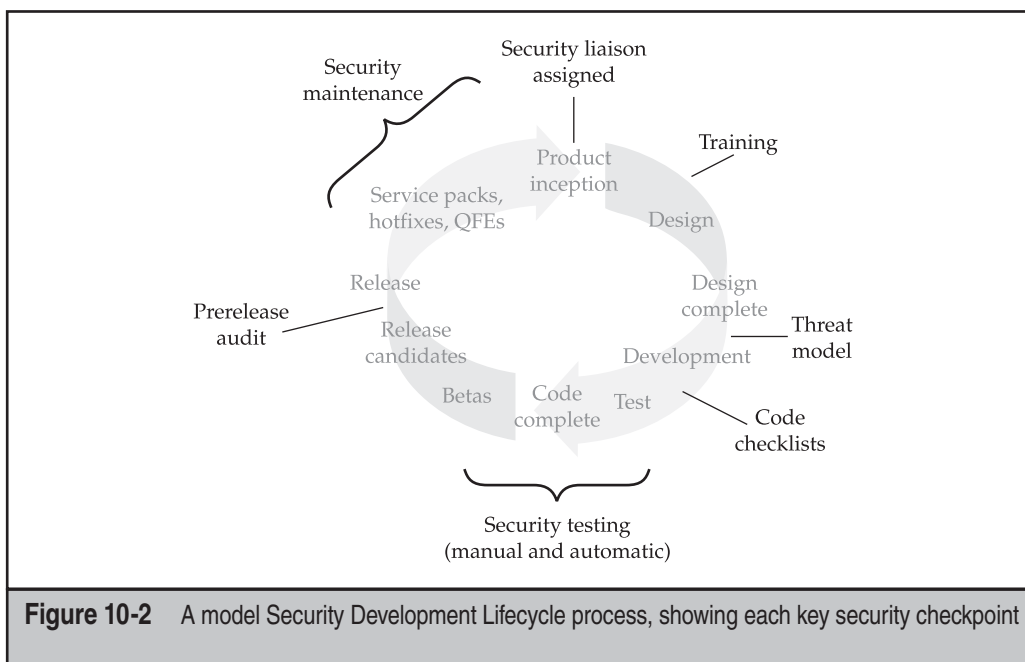 Security liaison
assigned
Security
maintenance
Training
Product
inception
Service packs,
hotfixes, QFEs
Design
Release
Design
complete
Prerelease
audit
Threat
model
Release
candidates
Development
Betas
Code
complete
Test
Code
checklists
Security testing
(manual and automatic)
Figure 10-2 A model Security Development Lifecycle process, showing each key security checkpoint